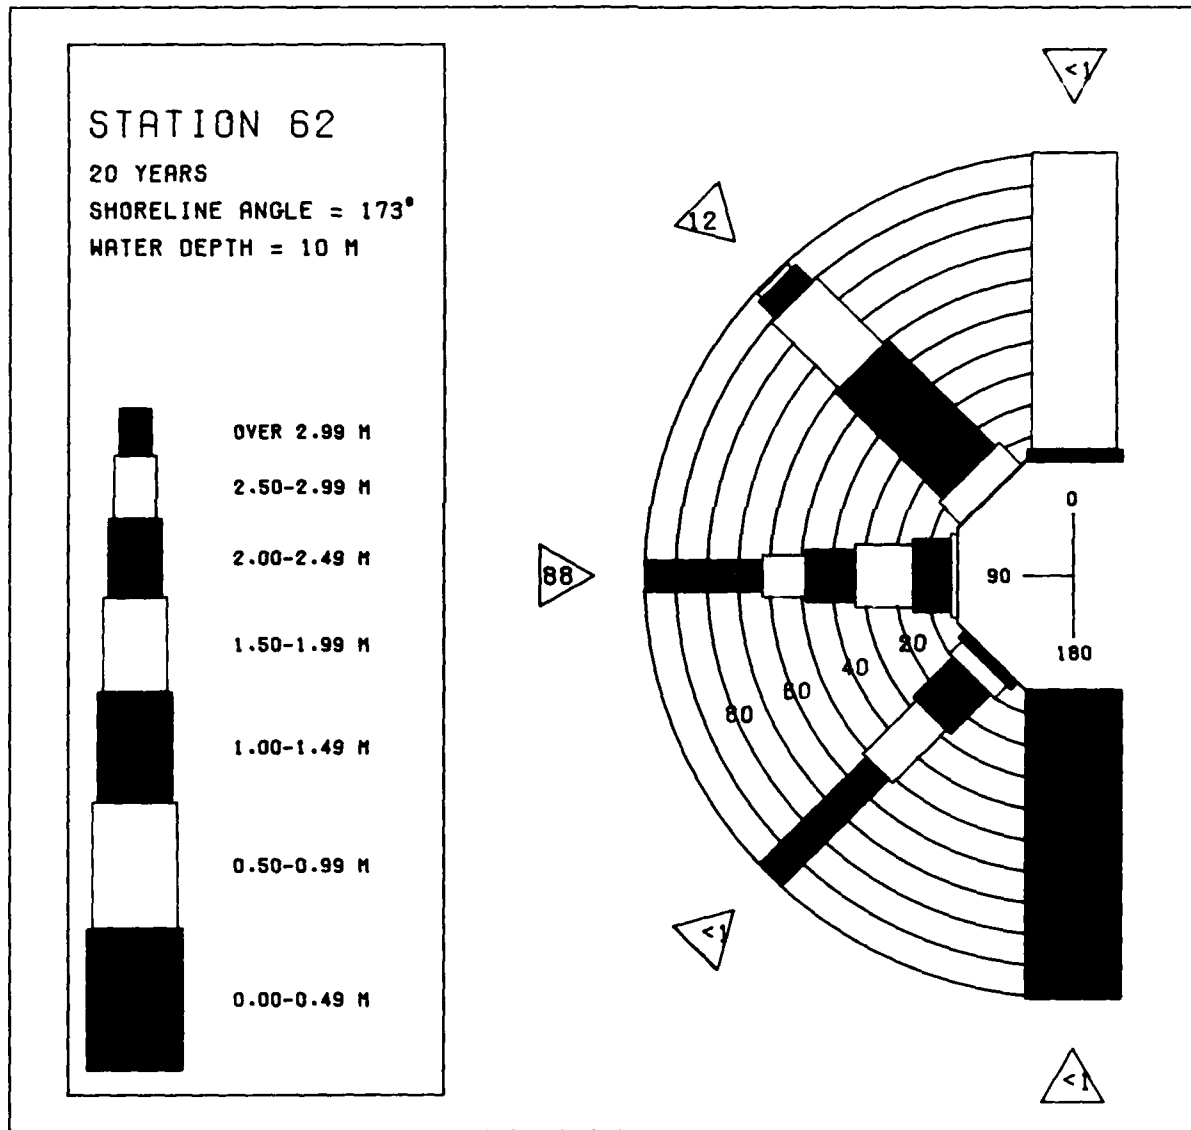 STATION 62
20 YEARS
SHORELINE ANGLE = 173°
WATER DEPTH = 10 M
OVER 2.99 M
2.50-2.99 M
2.00-2.49 M
1.50-1.99 M
1.00-1.49 M
0.50-0.99 M
0.00-0.49 M
<1
12
88
<1
<1
0
90
180
20
40
60
80